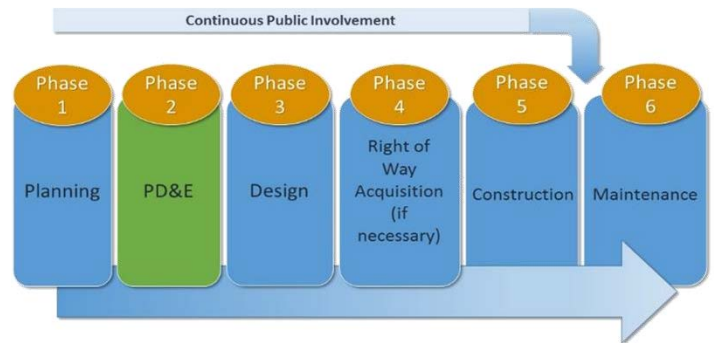 Continuous Public Involvement
Phase
1
Planning
Phase
2
PD&E
Phase
3
Design
Phase
4
Right of
Way
Acquisition
(if
necessary)
Phase
5
Construction
Phase
6
Maintenance